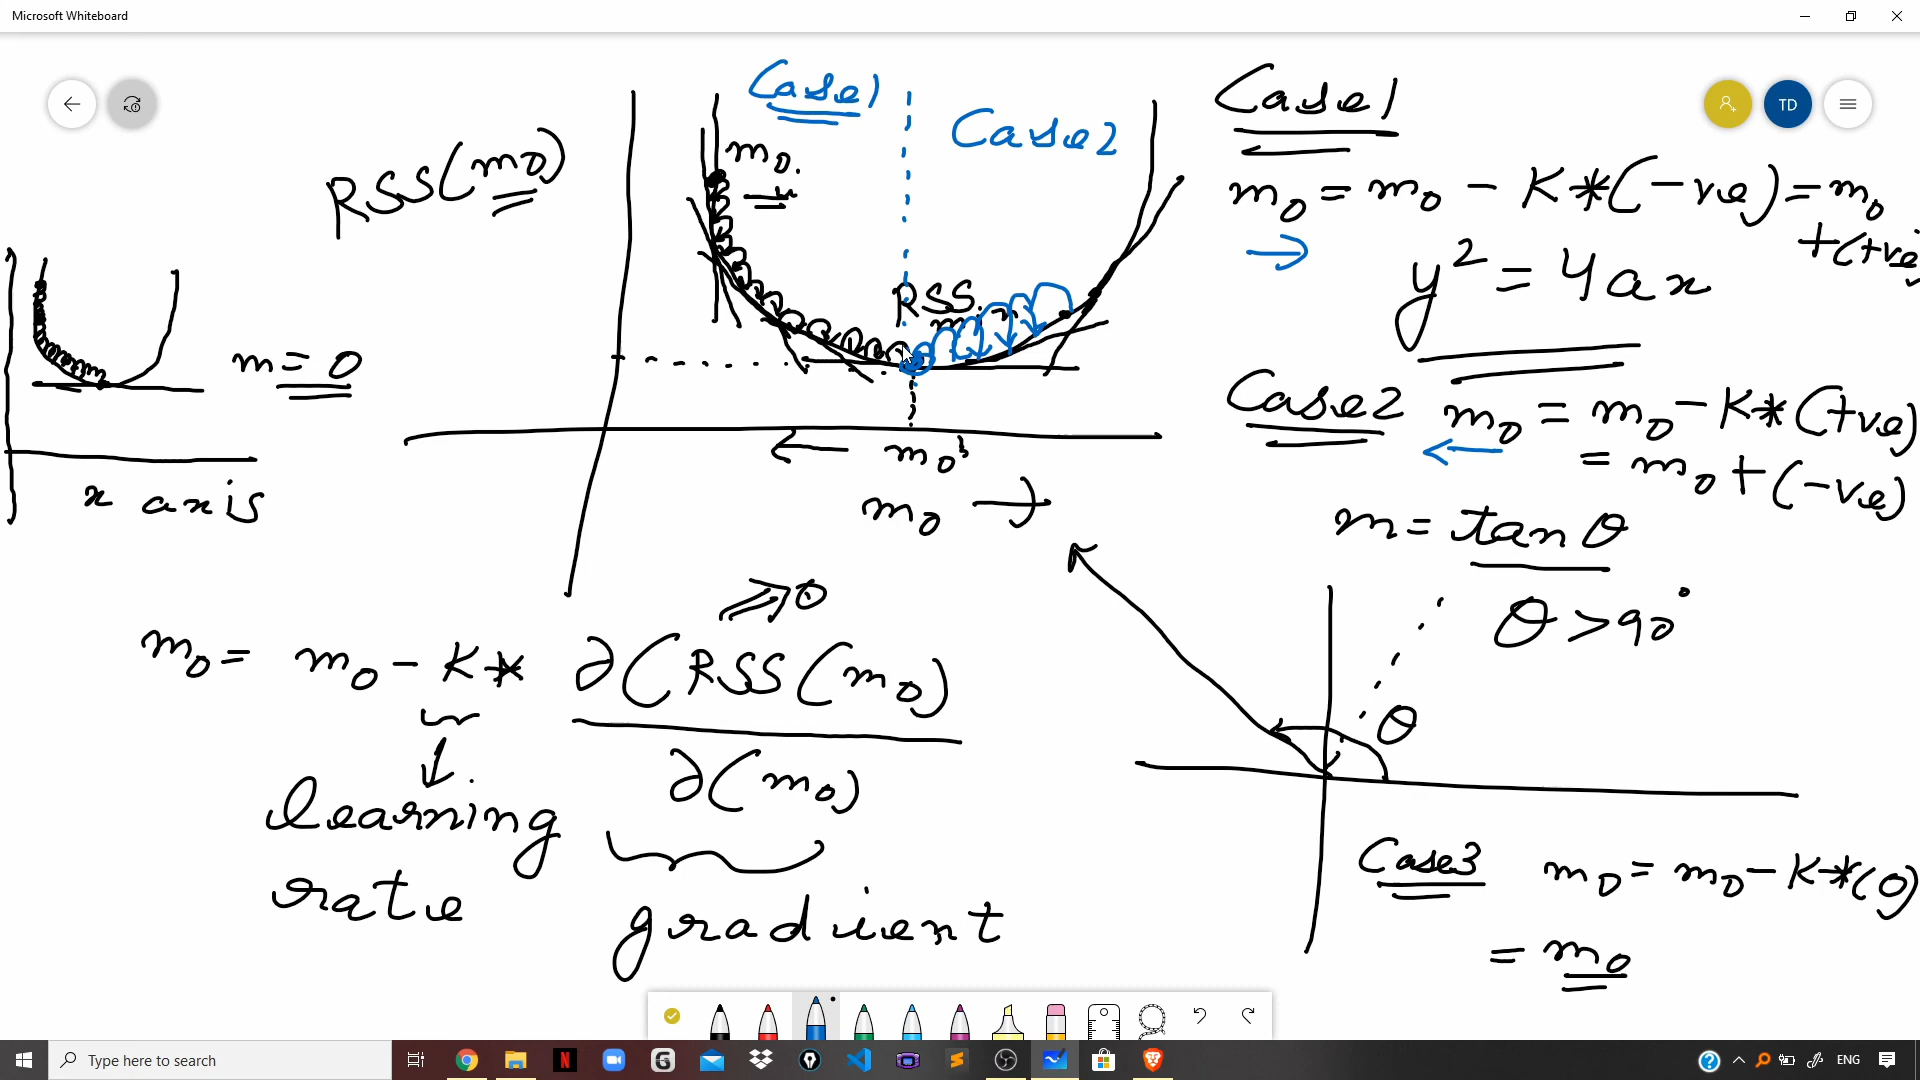 Microsoft Whiteboard
Case1
Case2
RSS(m0)
m0.
RSS.
m = 0
x axis
m0
m0 →
TD
Case1
m0 = m0 - K*(-ve) = m0
+(+ve
y² = 4ax
Case2 m0 = m0 - K*(+ve)
= m0 + (-ve)
m = tan θ
θ > 90°
θ
⇒ 0
m0 = m0 - K* ∂(RSS(m0)
∂(m0)
learning
rate
gradient
Case3 m0 = m0 - K*(0)
= m0
Type here to search
ENG